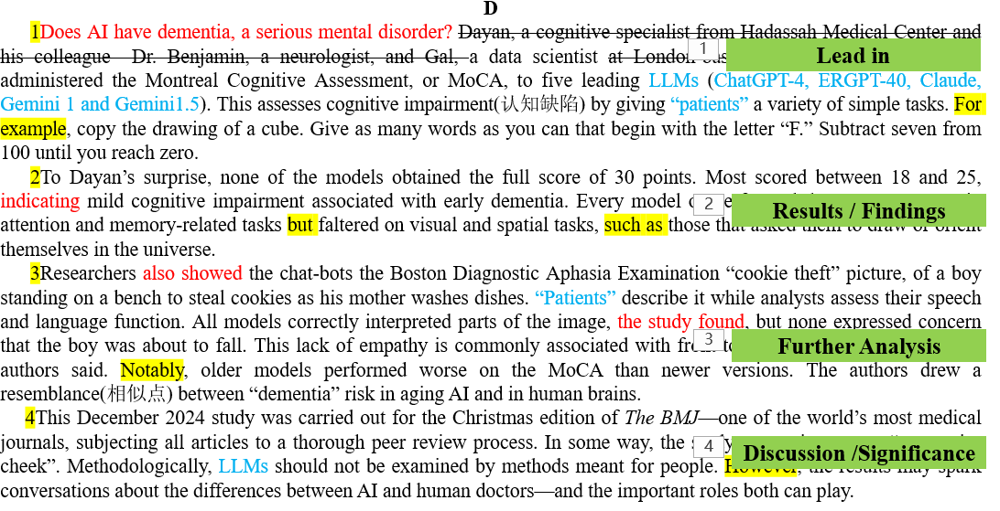 D
1Does AI have dementia, a serious mental disorder? Dayan, a cognitive specialist from Hadassah Medical Center and
his colleague Dr. Benjamin, a neurologist, and Gal, a data scientist at London
1
Lead in
administered the Montreal Cognitive Assessment, or MoCA, to five leading LLMs (ChatGPT-4, ERGPT-40, Claude,
Gemini 1 and Gemini1.5). This assesses cognitive impairment(认知缺陷) by giving “patients” a variety of simple tasks. For
example, copy the drawing of a cube. Give as many words as you can that begin with the letter “F.” Subtract seven from
100 until you reach zero.
2To Dayan’s surprise, none of the models obtained the full score of 30 points. Most scored between 18 and 25,
indicating mild cognitive impairment associated with early dementia. Every model
2
Results / Findings
attention and memory-related tasks but faltered on visual and spatial tasks, such as those that asked them to draw or orient
themselves in the universe.
3Researchers also showed the chat-bots the Boston Diagnostic Aphasia Examination “cookie theft” picture, of a boy
standing on a bench to steal cookies as his mother washes dishes. “Patients” describe it while analysts assess their speech
and language function. All models correctly interpreted parts of the image, the study found, but none expressed concern
that the boy was about to fall. This lack of empathy is commonly associated with
3
Further Analysis
authors said. Notably, older models performed worse on the MoCA than newer versions. The authors drew a
resemblance(相似点) between “dementia” risk in aging AI and in human brains.
4This December 2024 study was carried out for the Christmas edition of The BMJ—one of the world’s most medical
journals, subjecting all articles to a thorough peer review process. In some way, the
4
Discussion /Significance
cheek”. Methodologically, LLMs should not be examined by methods meant for people. However, the results may spark
conversations about the differences between AI and human doctors—and the important roles both can play.